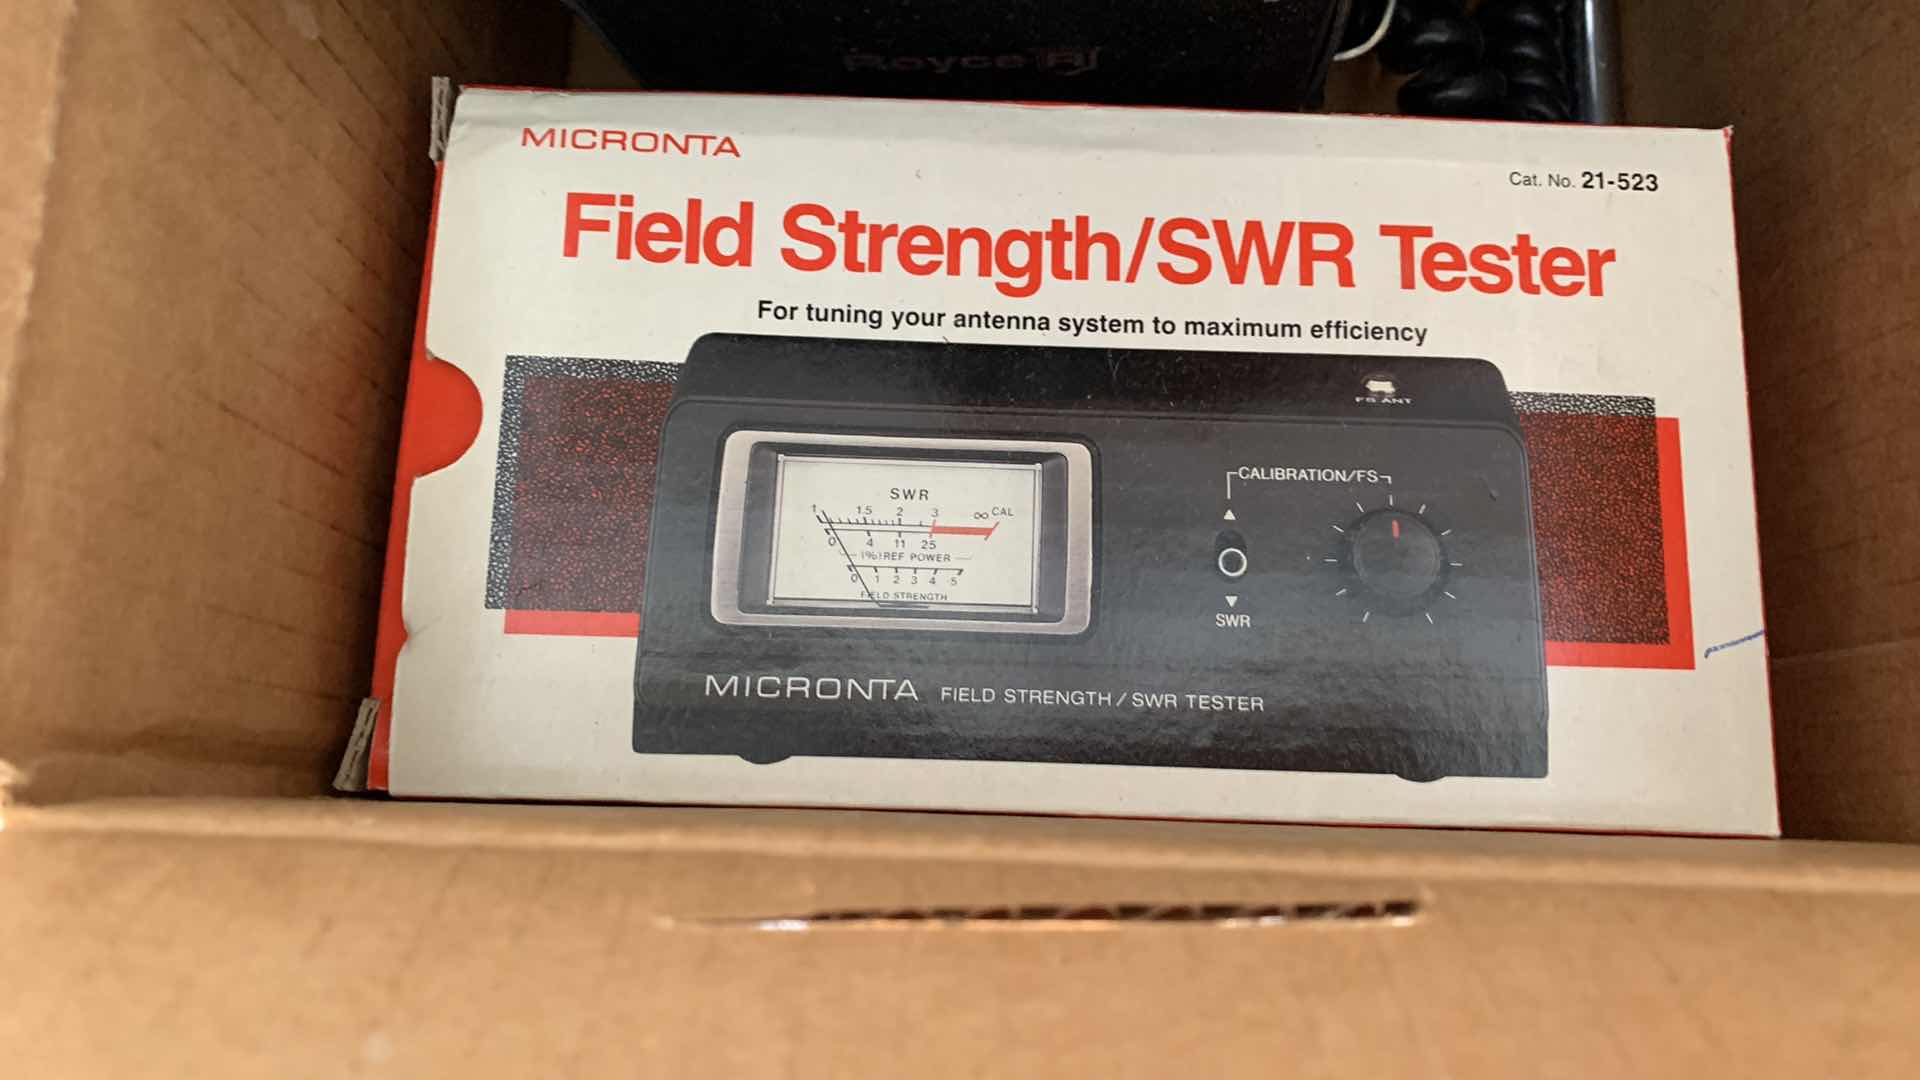 Royce
MICRONTA
Cat. No. 21-523
Field Strength/SWR Tester
For tuning your antenna system to maximum efficiency
FS ANT
CALIBRATION/FS
SWR
1 1.5 2 3 ∞ CAL
0 4 11 25
(%) REF POWER
0 1 2 3 4 5
FIELD STRENGTH
SWR
MICRONTA FIELD STRENGTH / SWR TESTER